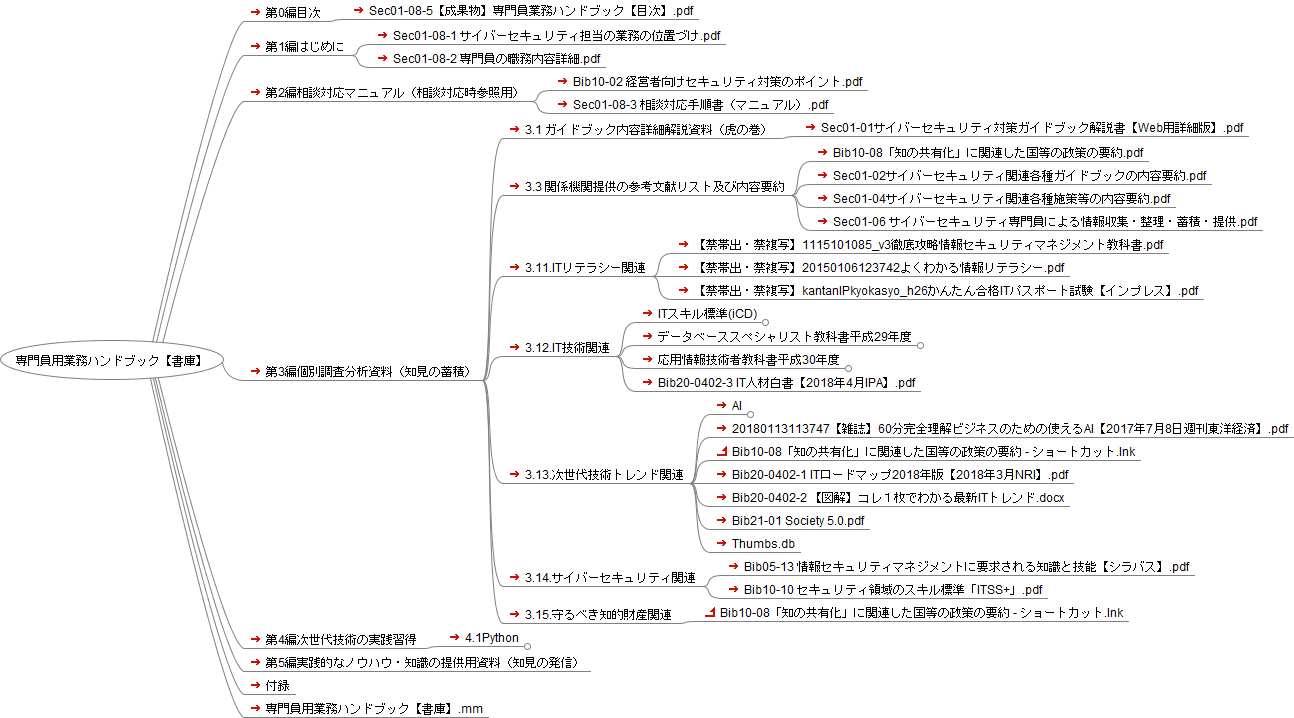 専門員用業務ハンドブック【書庫】
第0編目次
Sec01-08-5【成果物】専門員業務ハンドブック【目次】.pdf
第1編はじめに
Sec01-08-1 サイバーセキュリティ担当の業務の位置づけ.pdf
Sec01-08-2 専門員の職務内容詳細.pdf
第2編相談対応マニュアル（相談対応時参照用）
Bib10-02 経営者向けセキュリティ対策のポイント.pdf
Sec01-08-3 相談対応手順書（マニュアル）.pdf
第3編個別調査分析資料（知見の蓄積）
3.1 ガイドブック内容詳細解説資料（虎の巻）
Sec01-01サイバーセキュリティ対策ガイドブック解説書【Web用詳細版】.pdf
3.3 関係機関提供の参考文献リスト及び内容要約
Bib10-08「知の共有化」に関連した国等の政策の要約.pdf
Sec01-02サイバーセキュリティ関連各種ガイドブックの内容要約.pdf
Sec01-04サイバーセキュリティ関連各種施策等の内容要約.pdf
Sec01-06 サイバーセキュリティ専門員による情報収集・整理・蓄積・提供.pdf
3.11.ITリテラシー関連
【禁帯出・禁複写】1115101085_v3徹底攻略情報セキュリティマネジメント教科書.pdf
【禁帯出・禁複写】20150106123742よくわかる情報リテラシー.pdf
【禁帯出・禁複写】kantanIPkyokasyo_h26かんたん合格ITパスポート試験【インプレス】.pdf
3.12.IT技術関連
ITスキル標準(iCD)
データベーススペシャリスト教科書平成29年度
応用情報技術者教科書平成30年度
Bib20-0402-3 IT人材白書【2018年4月IPA】.pdf
3.13.次世代技術トレンド関連
AI
20180113113747【雑誌】60分完全理解ビジネスのための使えるAI【2017年7月8日週刊東洋経済】.pdf
Bib10-08「知の共有化」に関連した国等の政策の要約 - ショートカット.lnk
Bib20-0402-1 ITロードマップ2018年版【2018年3月NRI】.pdf
Bib20-0402-2 【図解】コレ１枚でわかる最新ITトレンド.docx
Bib21-01 Society 5.0.pdf
Thumbs.db
3.14.サイバーセキュリティ関連
Bib05-13 情報セキュリティマネジメントに要求される知識と技能【シラバス】.pdf
Bib10-10 セキュリティ領域のスキル標準「ITSS+」.pdf
3.15.守るべき知的財産関連
Bib10-08「知の共有化」に関連した国等の政策の要約 - ショートカット.lnk
第4編次世代技術の実践習得
4.1Python
第5編実践的なノウハウ・知識の提供用資料（知見の発信）
付録
専門員用業務ハンドブック【書庫】.mm